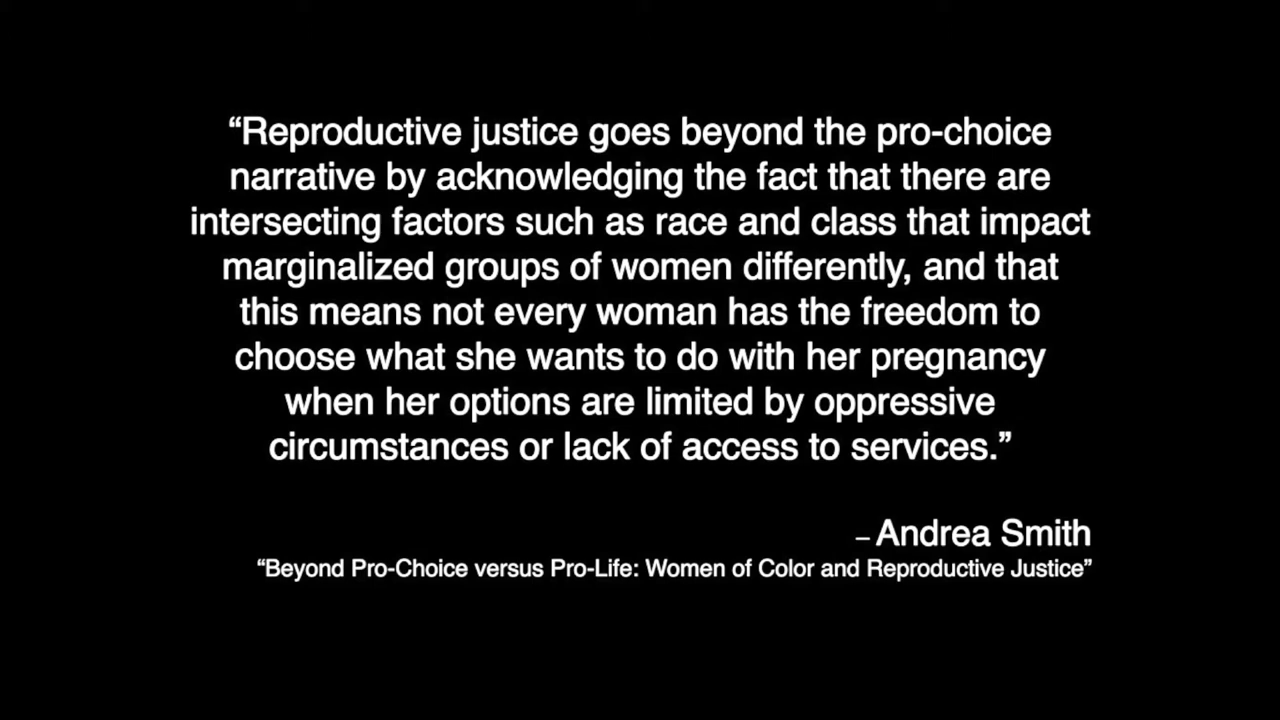 “Reproductive justice goes beyond the pro-choice
narrative by acknowledging the fact that there are
intersecting factors such as race and class that impact
marginalized groups of women differently, and that
this means not every woman has the freedom to
choose what she wants to do with her pregnancy
when her options are limited by oppressive
circumstances or lack of access to services.”
– Andrea Smith
“Beyond Pro-Choice versus Pro-Life: Women of Color and Reproductive Justice”